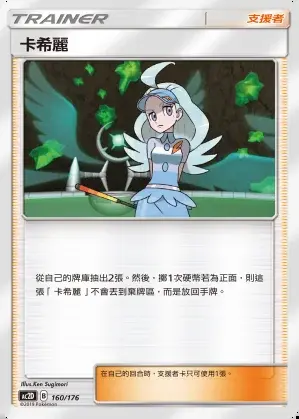 TRAINER
支援者
卡希麗
從自己的牌庫抽出2張。然後,擲1次硬幣若為正面,則這
張「卡希麗」不會丟到棄牌區,而是放回手牌。
Illus.Ken Sugimori
AC2D B 160/176
©2019 Pokémon
在自己的回合時,支援者卡只可使用1張。